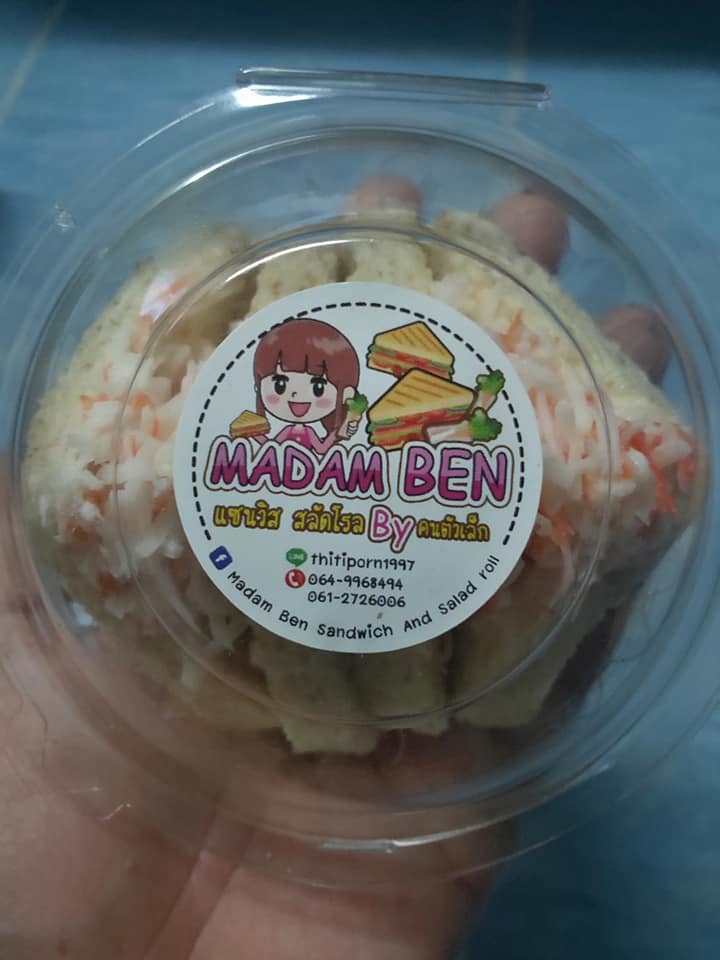 MADAM BEN
แซนวิส สลัดโรล By คนตัวเล็ก
LINE thitiporn1997
064-9968494
061-2726006
f Madam Ben Sandwich And Salad roll